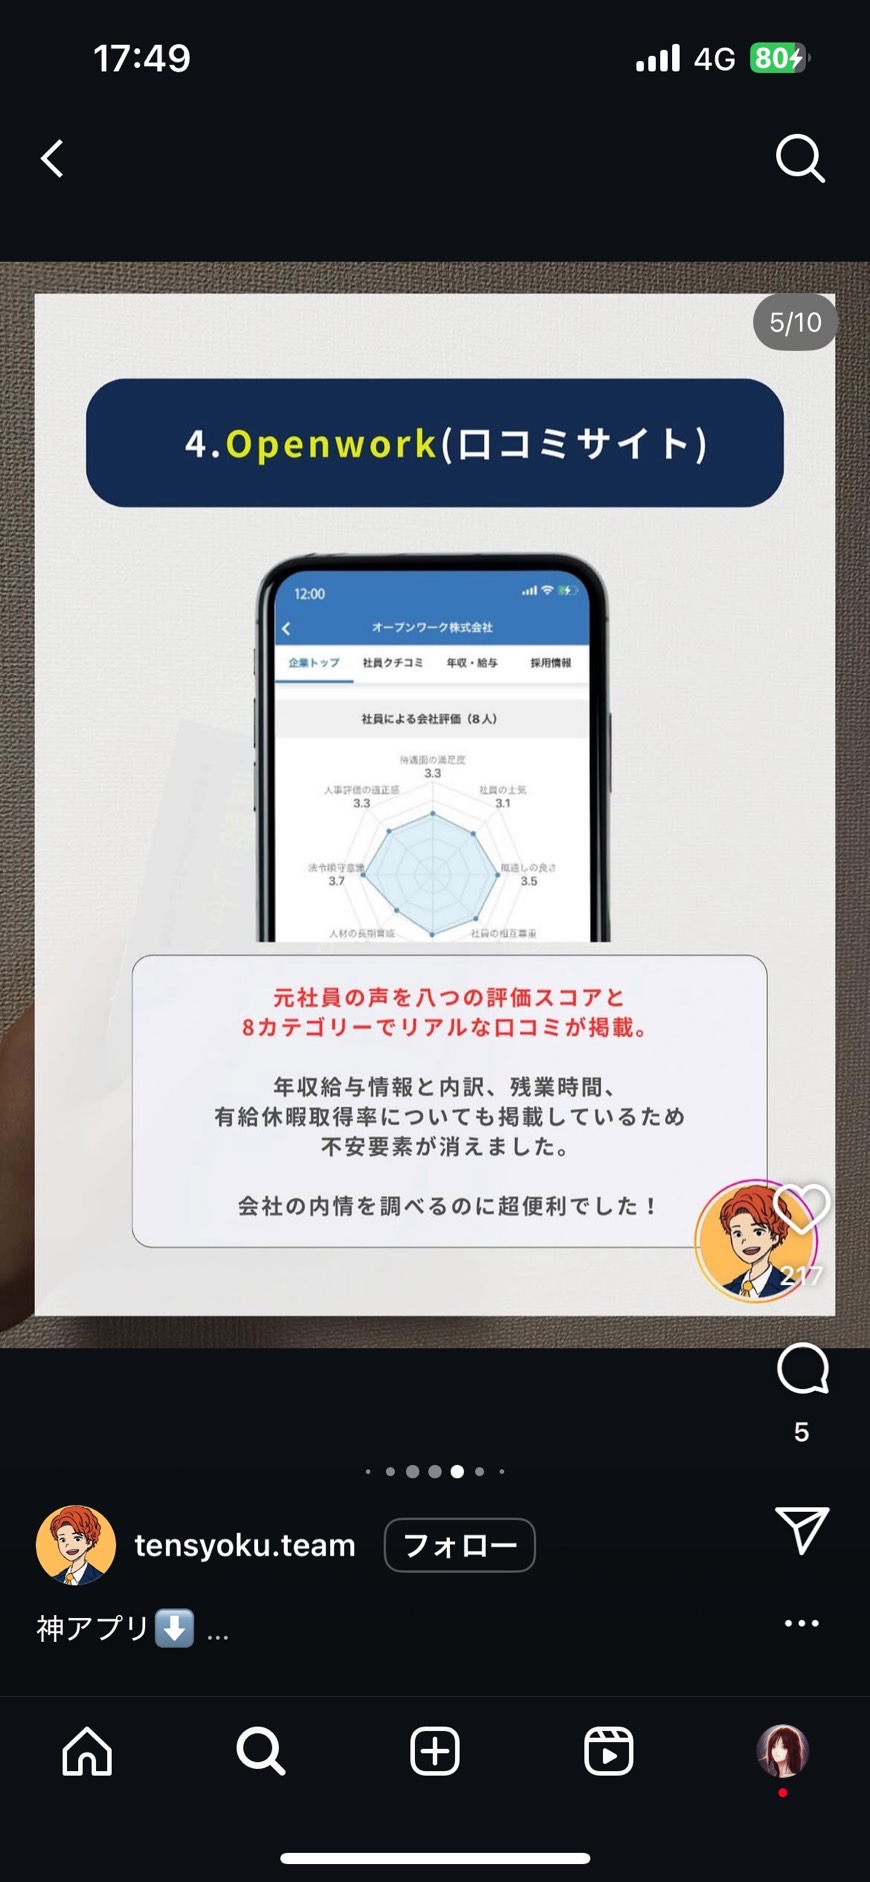 17:49
4G
80
5/10
4.Openwork(口コミサイト)
12:00
オープンワーク株式会社
企業トップ 社員クチコミ 年収・給与 採用情報
社員による会社評価（8人）
待遇面の満足度
3.3
人事評価の適正感 社員の士気
3.3 3.1
法令順守意識 風通しの良さ
3.7 3.5
人材の長期育成 社員の相互尊重
元社員の声を八つの評価スコアと
8カテゴリーでリアルな口コミが掲載。
年収給与情報と内訳、残業時間、
有給休暇取得率についても掲載しているため
不安要素が消えました。
会社の内情を調べるのに超便利でした！
217
5
tensyoku.team フォロー
神アプリ⬇️ ...